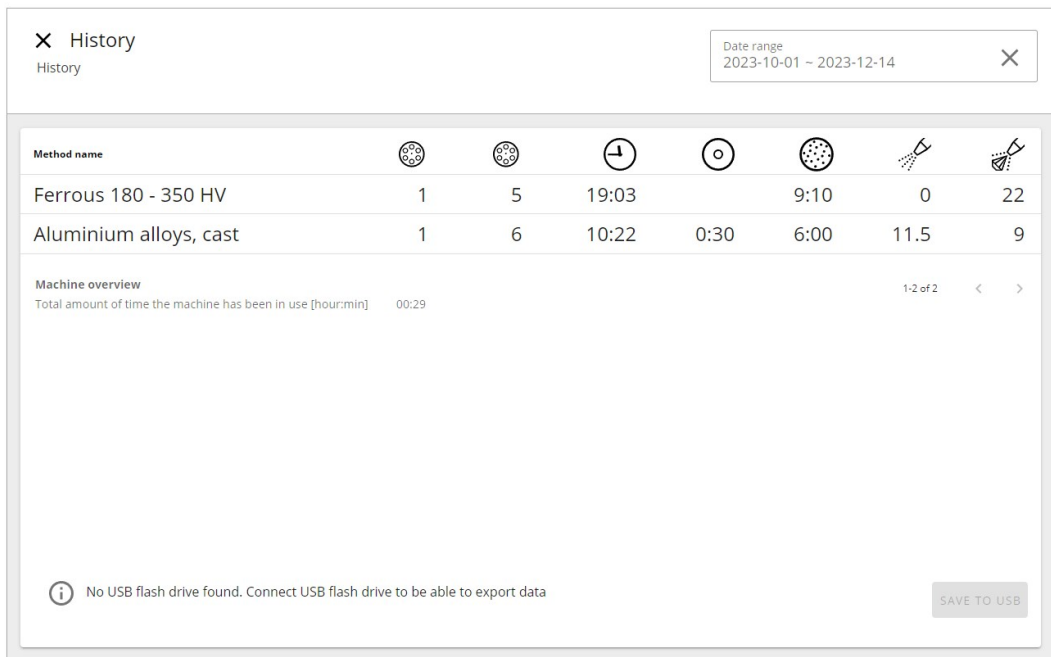 History
History
Date range
2023-10-01 ~ 2023-12-14
Method name
Ferrous 180 - 350 HV 1 5 19:03 9:10 0 22
Aluminium alloys, cast 1 6 10:22 0:30 6:00 11.5 9
Machine overview
Total amount of time the machine has been in use [hour:min] 00:29
1-2 of 2
No USB flash drive found. Connect USB flash drive to be able to export data
SAVE TO USB